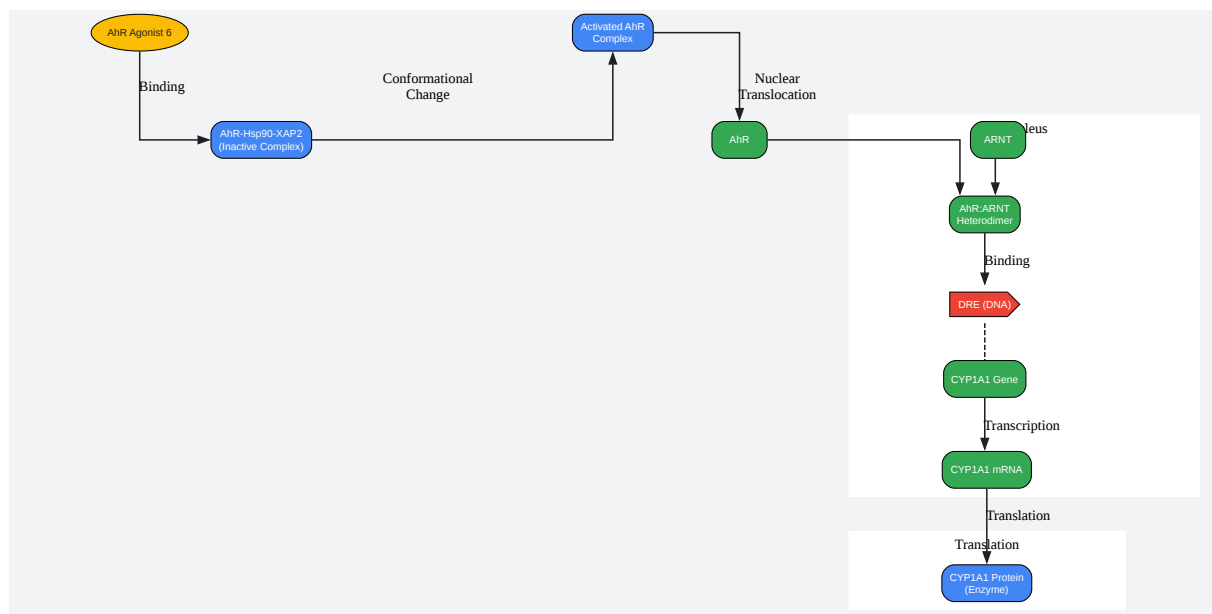 AhR Agonist 6
Binding
AhR-Hsp90-XAP2
(Inactive Complex)
Conformational
Change
Activated AhR
Complex
Nuclear
Translocation
AhR
leus
ARNT
AhR:ARNT
Heterodimer
Binding
DRE (DNA)
CYP1A1 Gene
Transcription
CYP1A1 mRNA
Translation
Translation
CYP1A1 Protein
(Enzyme)